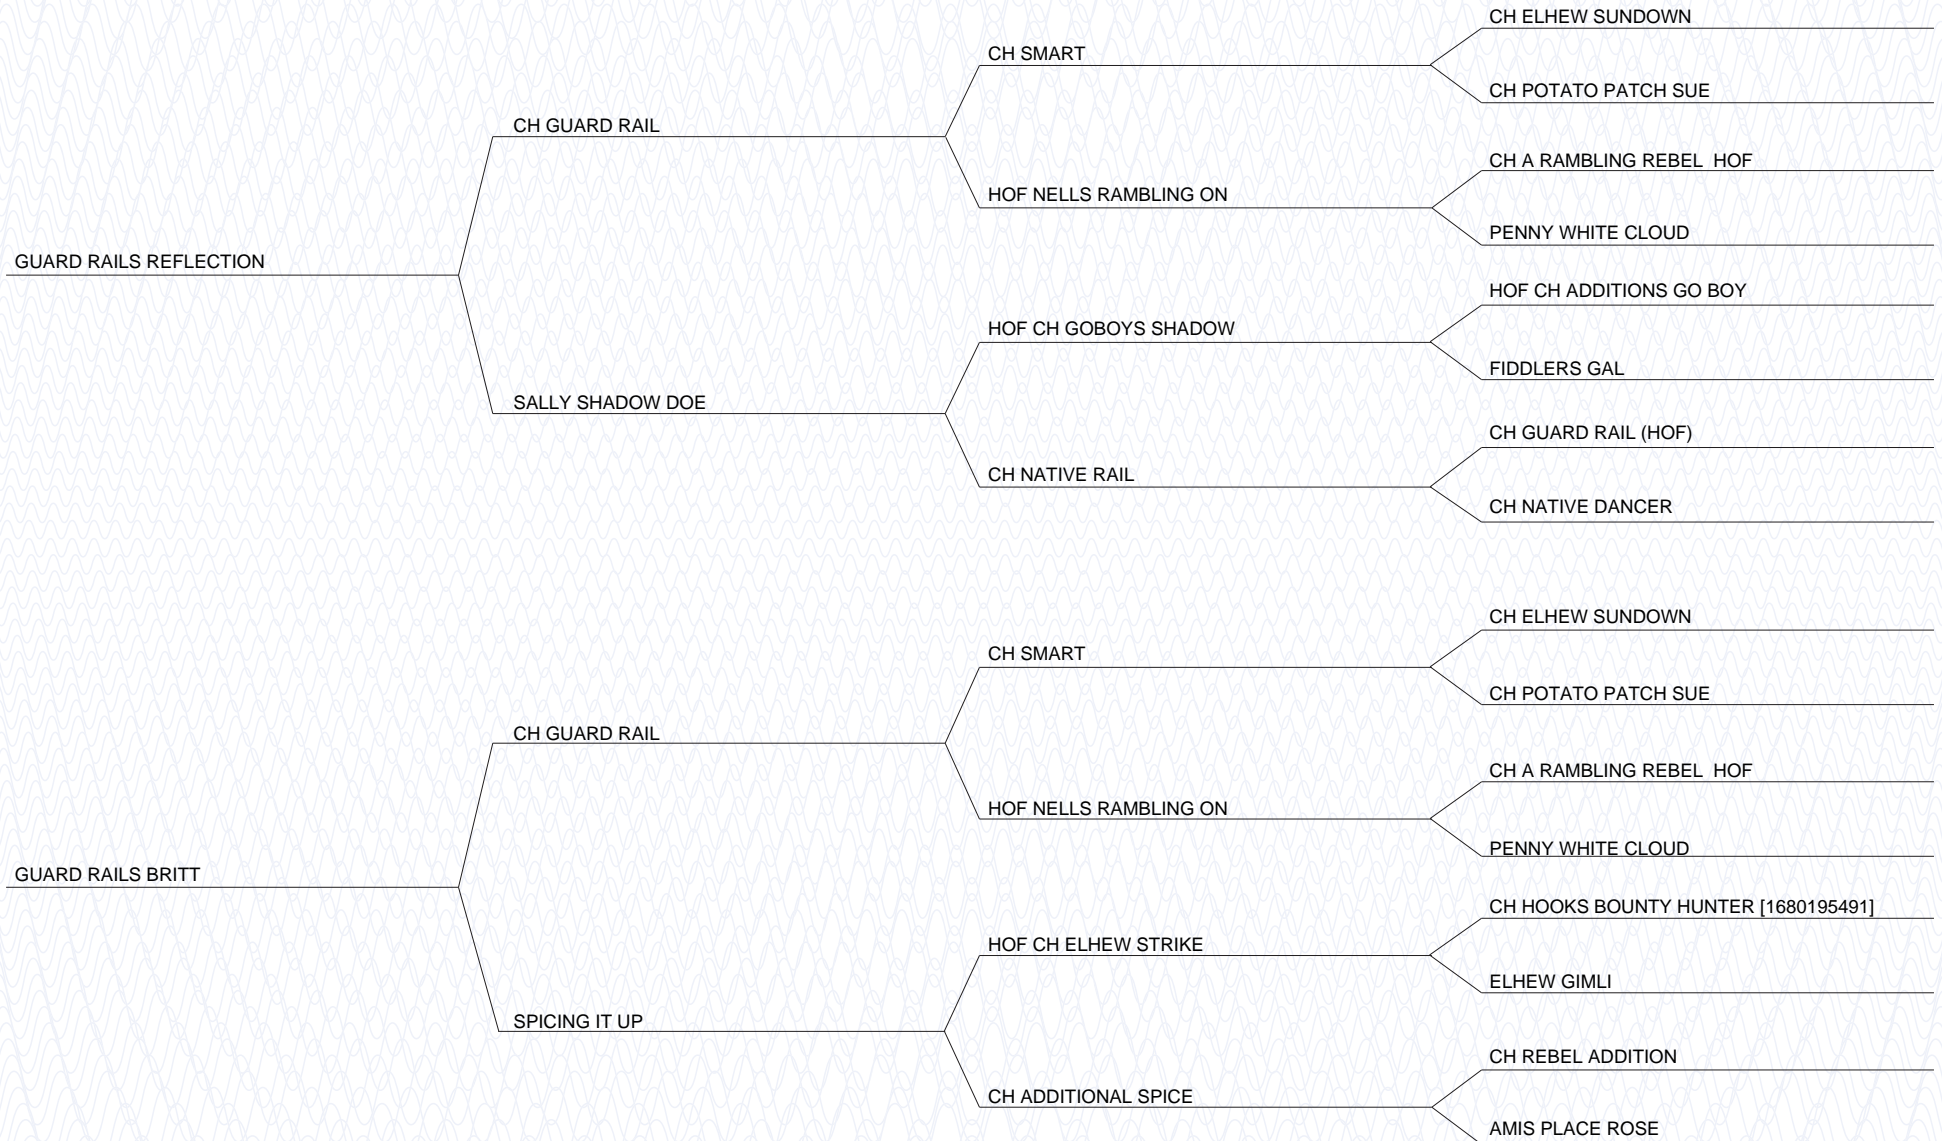 CH ELHEW SUNDOWN
CH SMART
CH POTATO PATCH SUE
CH GUARD RAIL
CH A RAMBLING REBEL  HOF
HOF NELLS RAMBLING ON
PENNY WHITE CLOUD
GUARD RAILS REFLECTION
HOF CH ADDITIONS GO BOY
HOF CH GOBOYS SHADOW
FIDDLERS GAL
SALLY SHADOW DOE
CH GUARD RAIL (HOF)
CH NATIVE RAIL
CH NATIVE DANCER
CH ELHEW SUNDOWN
CH SMART
CH POTATO PATCH SUE
CH GUARD RAIL
CH A RAMBLING REBEL  HOF
HOF NELLS RAMBLING ON
PENNY WHITE CLOUD
GUARD RAILS BRITT
CH HOOKS BOUNTY HUNTER [1680195491]
HOF CH ELHEW STRIKE
ELHEW GIMLI
SPICING IT UP
CH REBEL ADDITION
CH ADDITIONAL SPICE
AMIS PLACE ROSE